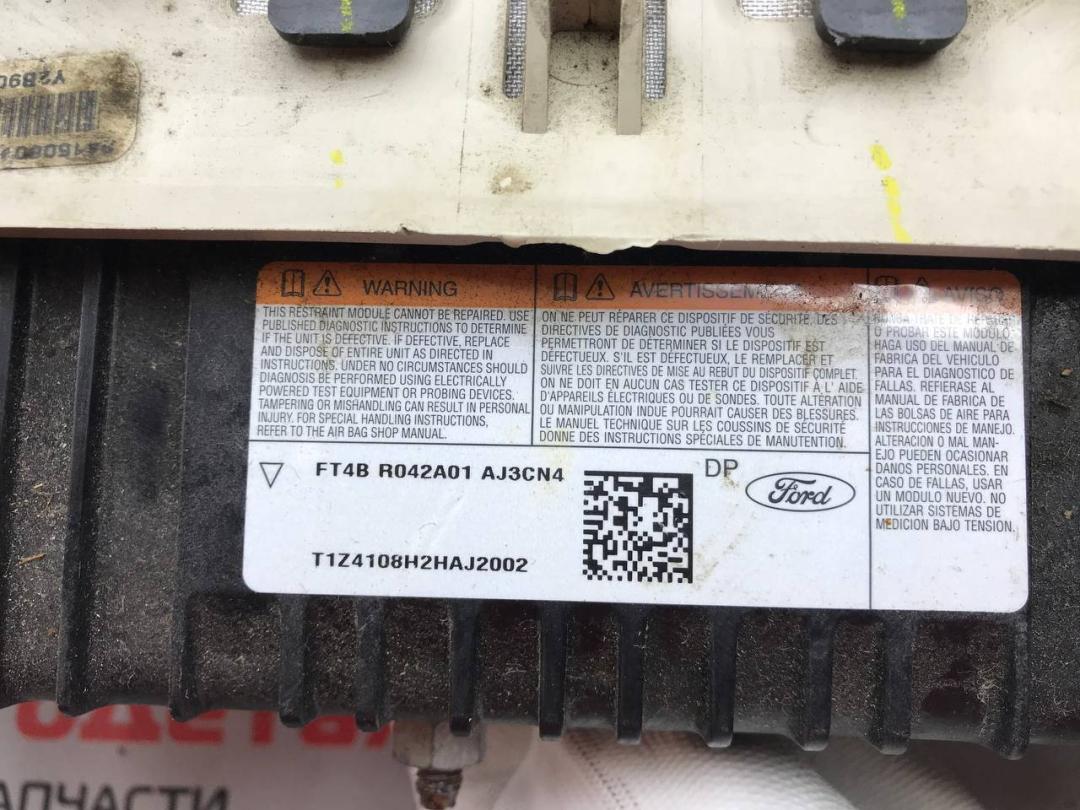 Y2B90
WARNING
THIS RESTRAINT MODULE CANNOT BE REPAIRED. USE
PUBLISHED DIAGNOSTIC INSTRUCTIONS TO DETERMINE
IF THE UNIT IS DEFECTIVE. IF DEFECTIVE, REPLACE
AND DISPOSE OF ENTIRE UNIT AS DIRECTED IN
INSTRUCTIONS. UNDER NO CIRCUMSTANCES SHOULD
DIAGNOSIS BE PERFORMED USING ELECTRICALLY
POWERED TEST EQUIPMENT OR PROBING DEVICES.
TAMPERING OR MISHANDLING CAN RESULT IN PERSONAL
INJURY. FOR SPECIAL HANDLING INSTRUCTIONS,
REFER TO THE AIR BAG SHOP MANUAL.
AVERTISSEMENT
ON NE PEUT RÉPARER CE DISPOSITIF DE SÉCURITÉ, DES
DIRECTIVES DE DIAGNOSTIC PUBLIÉES VOUS
PERMETTRONT DE DÉTERMINER SI LE DISPOSITIF EST
DÉFECTUEUX. S'IL EST DÉFECTUEUX, LE REMPLACER ET
SUIVRE LES DIRECTIVES DE MISE AU REBUT DU DISPOSITIF COMPLET.
ON NE DOIT EN AUCUN CAS TESTER CE DISPOSITIF À L' AIDE
D'APPAREILS ÉLECTRIQUES OU DE SONDES. TOUTE ALTÉRATION
OU MANIPULATION INDUE POURRAIT CAUSER DES BLESSURES.
LE MANUEL TECHNIQUE SUR LES COUSSINS DE SÉCURITÉ
DONNE DES INSTRUCTIONS SPÉCIALES DE MANUTENTION.
AVISO
O PROBAR ESTE MODULO
HAGA USO DEL MANUAL DE
FABRICA DEL VEHICULO
PARA EL DIAGNOSTICO DE
FALLAS. REFIERASE AL
MANUAL DE FABRICA DE
LAS BOLSAS DE AIRE PARA
INSTRUCCIONES DE MANEJO.
ALTERACION O MAL MAN-
EJO PUEDEN OCASIONAR
DANOS PERSONALES. EN
CASO DE FALLAS, USAR
UN MODULO NUEVO. NO
UTILIZAR SISTEMAS DE
MEDICION BAJO TENSION.
FT4B R042A01 AJ3CN4
DP
Ford
T1Z4108H2HAJ2002
ЗАПЧАСТИ